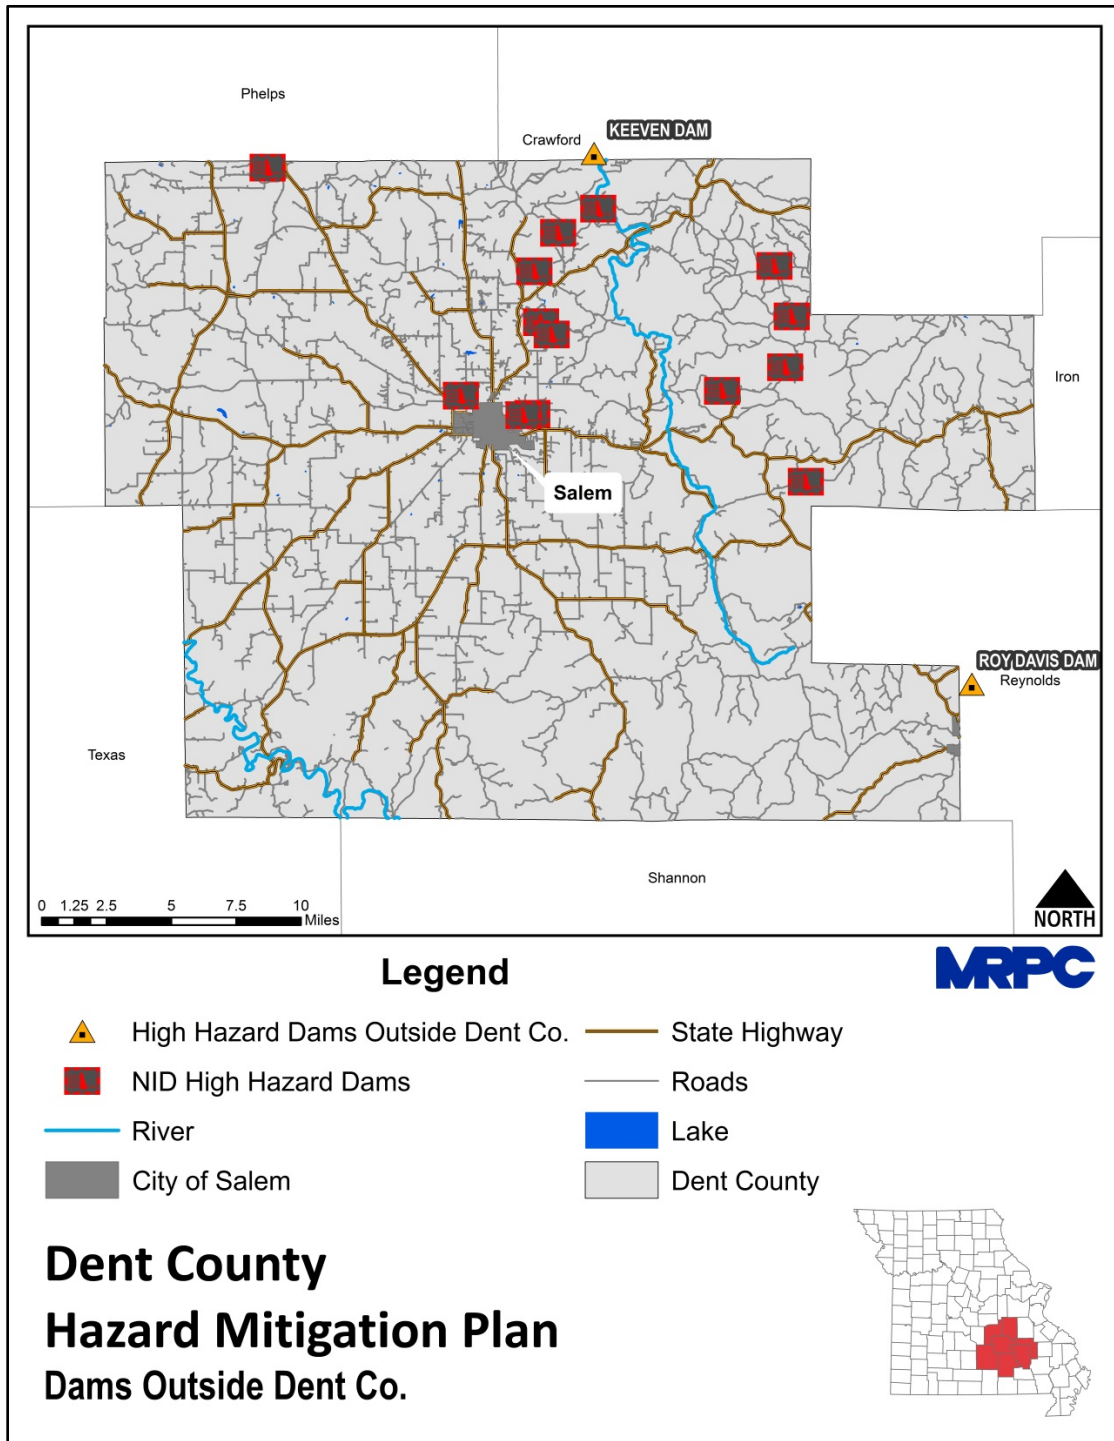 Phelps
Crawford
KEEVEN DAM
Iron
Salem
ROY DAVIS DAM
Reynolds
Texas
Shannon
0 1.25 2.5 5 7.5 10
Miles
NORTH
MRPC
Legend
High Hazard Dams Outside Dent Co.
State Highway
NID High Hazard Dams
Roads
River
Lake
City of Salem
Dent County
Dent County
Hazard Mitigation Plan
Dams Outside Dent Co.